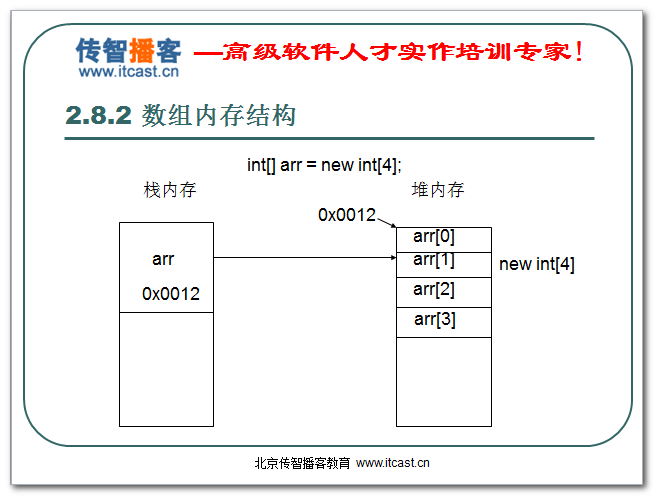 传智播客 —高级软件人才实作培训专家!
www.itcast.cn
2.8.2 数组内存结构
int[] arr = new int[4];
栈内存
堆内存
0x0012
arr[0]
arr
arr[1]
new int[4]
0x0012
arr[2]
arr[3]
北京传智播客教育 www.itcast.cn